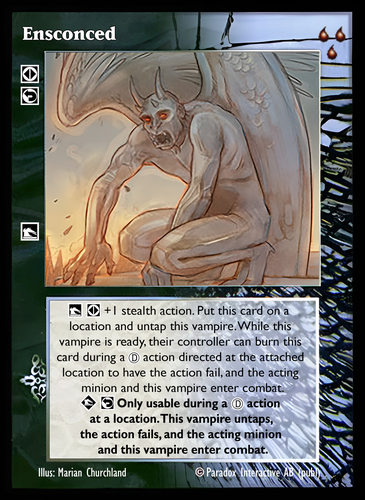 Ensconced
+1 stealth action. Put this card on a
location and untap this vampire. While this
vampire is ready, their controller can burn this
card during a Ⓓ action directed at the attached
location to have the action fail, and the acting
minion and this vampire enter combat.
Only usable during a Ⓓ action
at a location. This vampire untaps,
the action fails, and the acting minion
and this vampire enter combat.
Illus: Marian Churchland
© Paradox Interactive AB (publ)